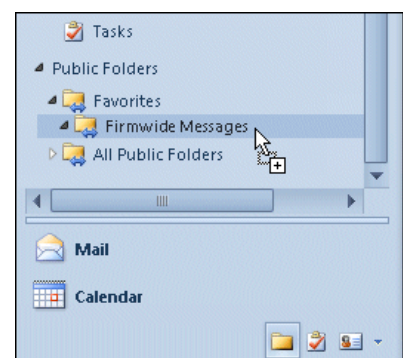 Tasks
Public Folders
Favorites
Firmwide Messages
All Public Folders
Mail
Calendar